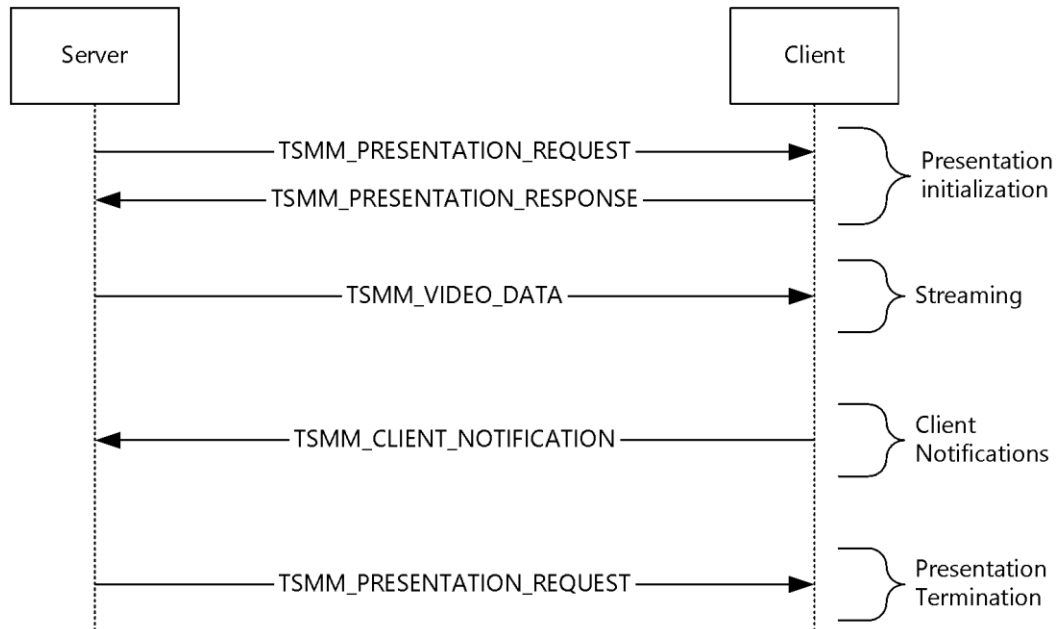 Server
Client
TSMM_PRESENTATION_REQUEST
Presentation
initialization
TSMM_PRESENTATION_RESPONSE
TSMM_VIDEO_DATA
Streaming
TSMM_CLIENT_NOTIFICATION
Client
Notifications
TSMM_PRESENTATION_REQUEST
Presentation
Termination